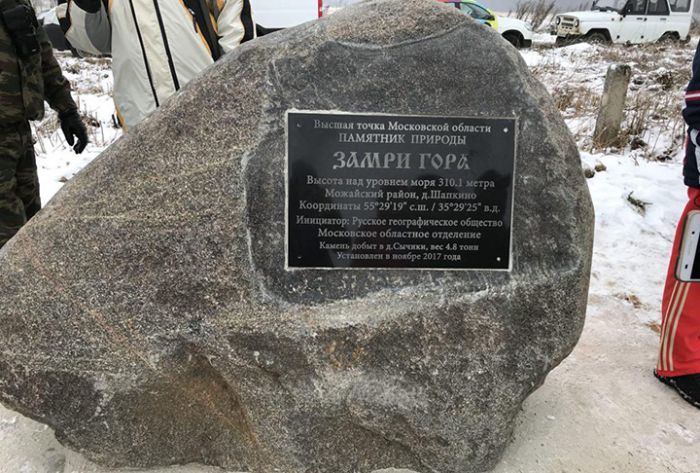 Высшая точка Московской области
ПАМЯТНИК ПРИРОДЫ
ЗАМРИ ГОРА
Высота над уровнем моря 310.1 метра
Можайский район, д.Шапкино
Координаты 55°29'19" с.ш. / 35°29'25" в.д.
Инициатор: Русское географическое общество
Московское областное отделение
Камень добыт в д.Сычики, вес 4.8 тонн
Установлен в ноябре 2017 года